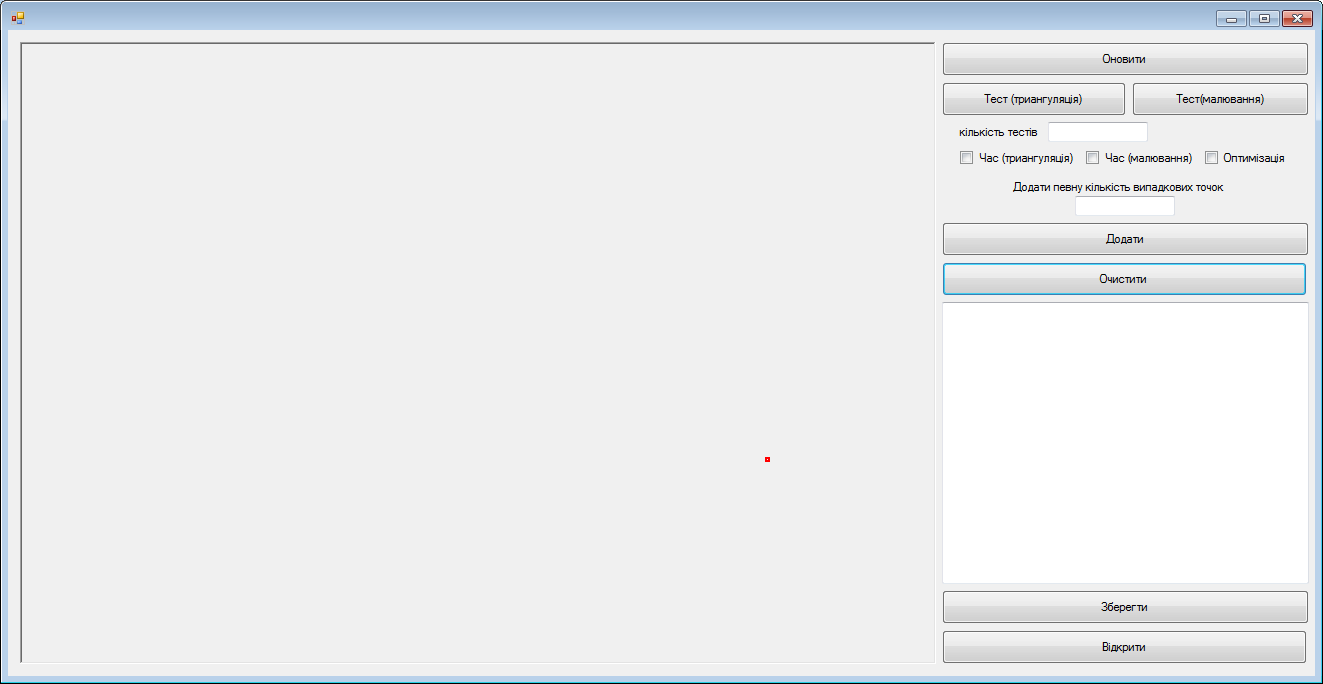 Оновити
Тест (триангуляція) Тест(малювання)
кількість тестів
Час (триангуляція) Час (малювання) Оптимізація
Додати певну кількість випадкових точок
Додати
Очистити
Зберегти
Відкрити